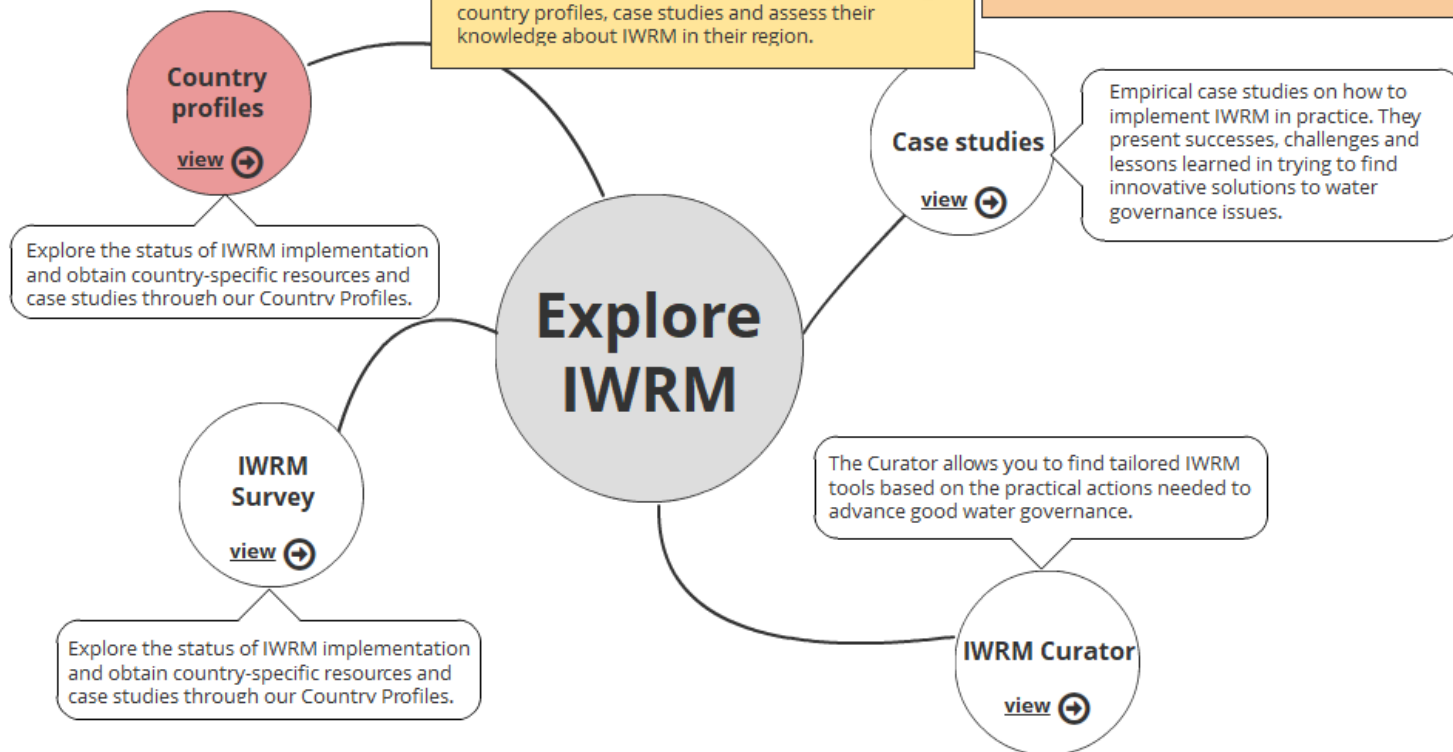 country profiles, case studies and assess their
knowledge about IWRM in their region.
Country
profiles
view
Explore the status of IWRM implementation
and obtain country-specific resources and
case studies through our Country Profiles.
Case studies
view
Empirical case studies on how to
implement IWRM in practice. They
present successes, challenges and
lessons learned in trying to find
innovative solutions to water
governance issues.
Explore
IWRM
IWRM
Survey
view
Explore the status of IWRM implementation
and obtain country-specific resources and
case studies through our Country Profiles.
The Curator allows you to find tailored IWRM
tools based on the practical actions needed to
advance good water governance.
IWRM Curator
view